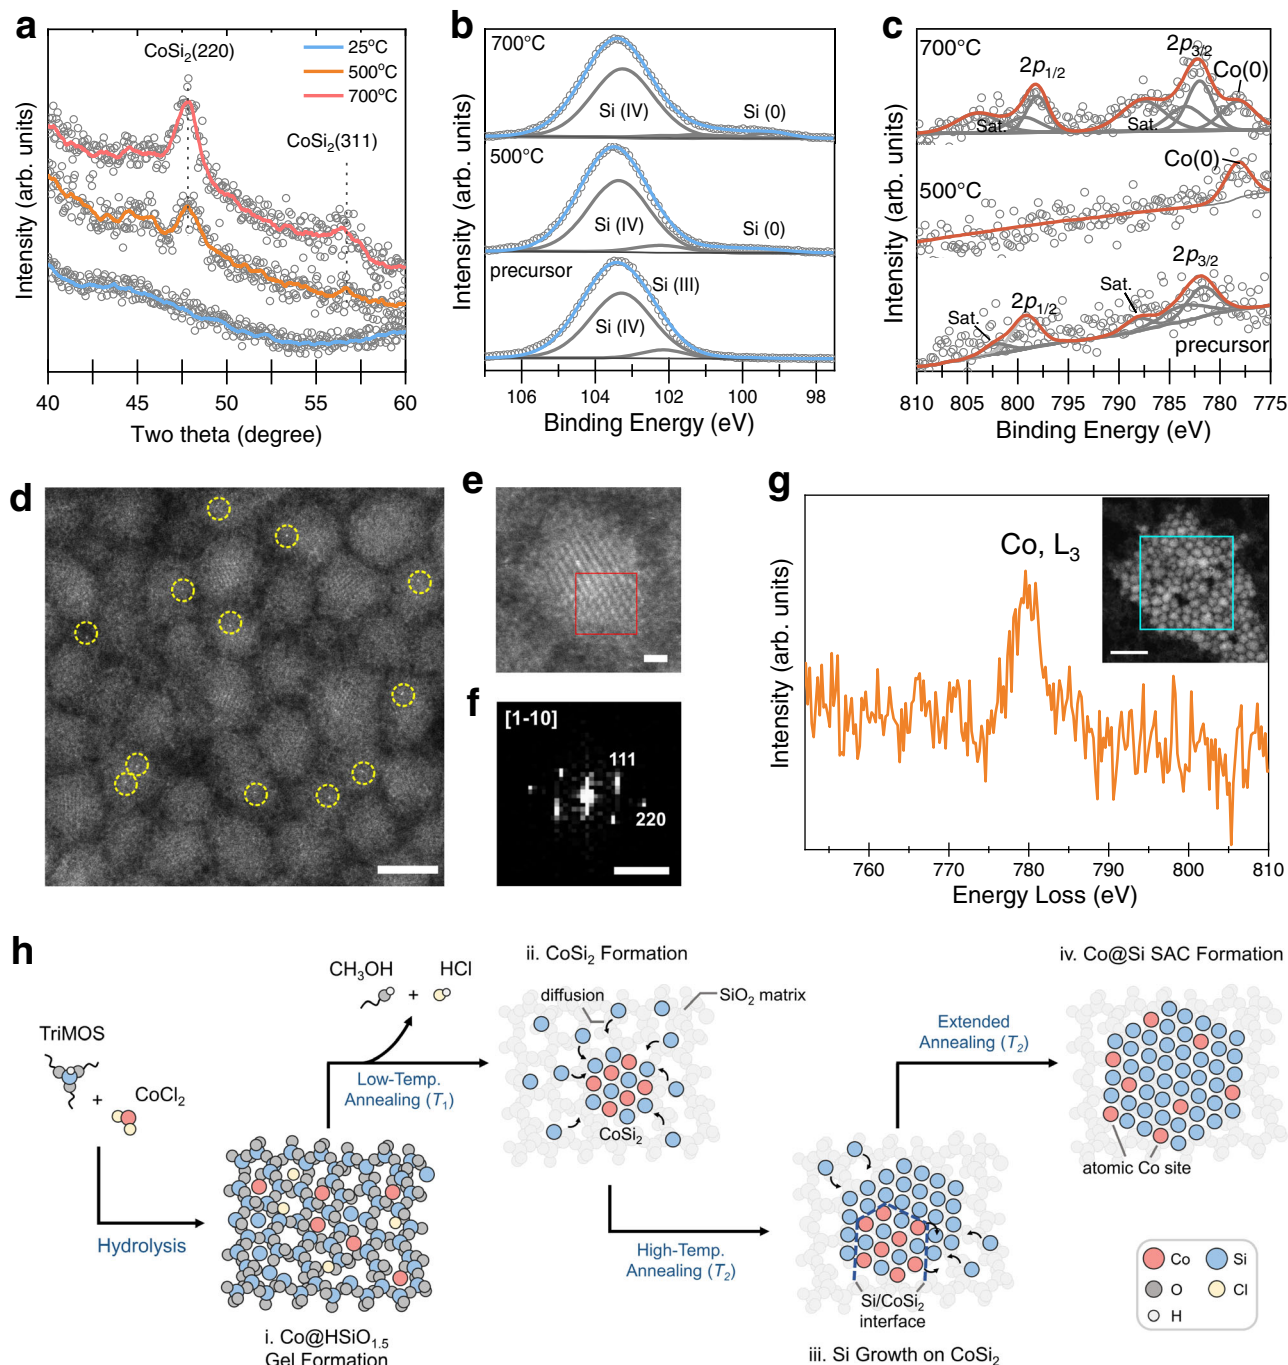 a
CoSi2(220)
25°C
500°C
700°C
CoSi2(311)
Intensity (arb. units)
40 45 50 55 60
Two theta (degree)
b
700°C
Si (IV)
Si (0)
500°C
Si (IV)
Si (0)
precursor
Si (III)
Si (IV)
Intensity (arb. units)
106 104 102 100 98
Binding Energy (eV)
c
700°C
2p3/2
2p1/2
Co(0)
Sat.
Sat.
Co(0)
500°C
2p3/2
Sat.
2p1/2
Sat.
precursor
Intensity (arb. units)
810 805 800 795 790 785 780 775
Binding Energy (eV)
d
e
f
[1-10]
111
220
g
Co, L3
Intensity (arb. units)
760 770 780 790 800 810
Energy Loss (eV)
h
TriMOS
+
CoCl2
Hydrolysis
CH3OH
+
HCl
Low-Temp.
Annealing (T1)
i. Co@HSiO1.5
Gel Formation
ii. CoSi2 Formation
diffusion
SiO2 matrix
CoSi2
High-Temp.
Annealing (T2)
Si/CoSi2
interface
iii. Si Growth on CoSi2
Extended
Annealing (T2)
iv. Co@Si SAC Formation
atomic Co site
Co
Si
O
Cl
H